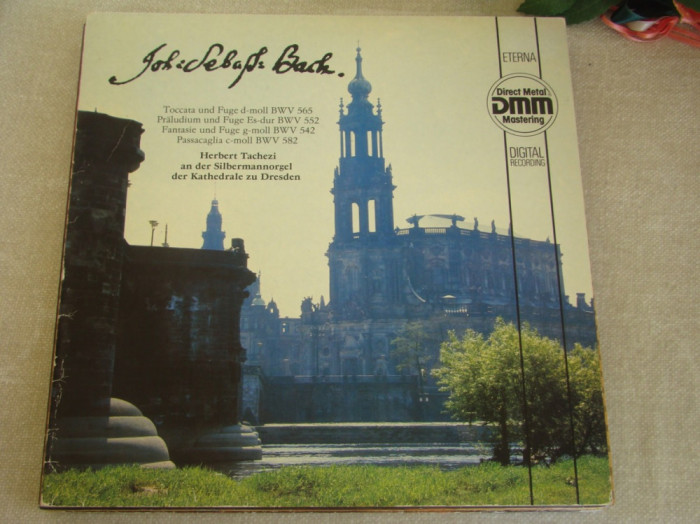 Joh: Sebast: Bach.
Toccata und Fuge d-moll BWV 565
Präludium und Fuge Es-dur BWV 552
Fantasie und Fuge g-moll BWV 542
Passacaglia c-moll BWV 582
Herbert Tachezi
an der Silbermannorgel
der Kathedrale zu Dresden
ETERNA
Direct Metal
DMM
Mastering
DIGITAL
RECORDING